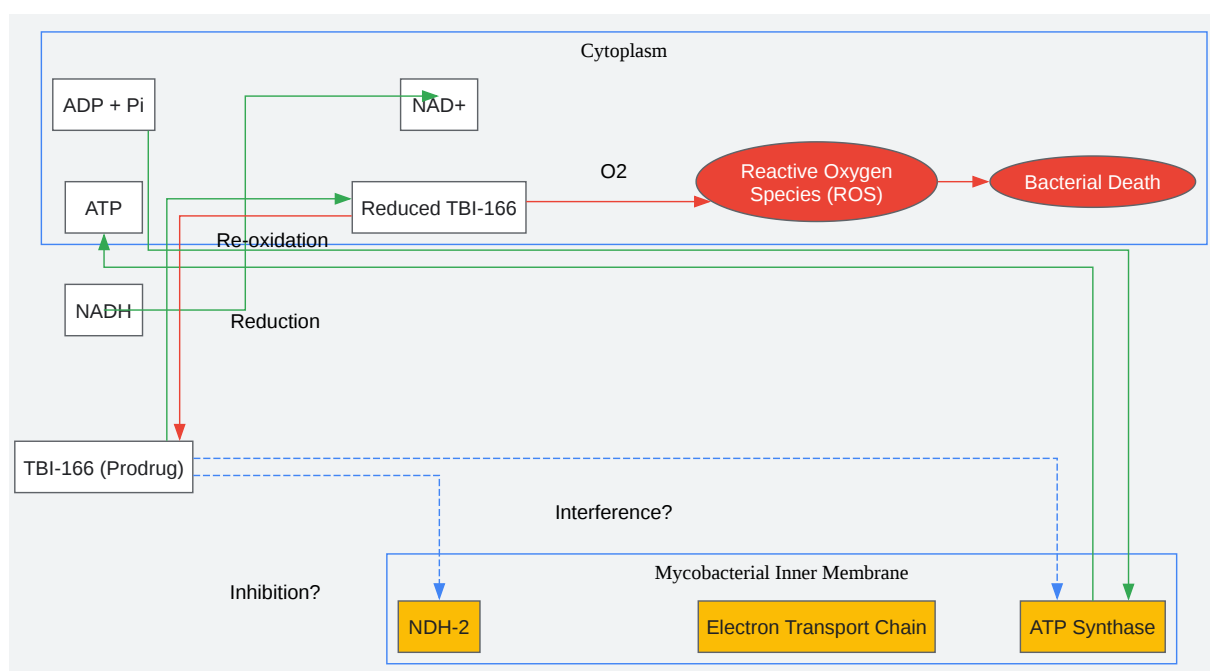 Cytoplasm
ADP + Pi
NAD+
O2
Reactive Oxygen
Species (ROS)
Bacterial Death
ATP
Reduced TBI-166
Re-oxidation
NADH
Reduction
TBI-166 (Prodrug)
Interference?
Inhibition?
Mycobacterial Inner Membrane
NDH-2
Electron Transport Chain
ATP Synthase